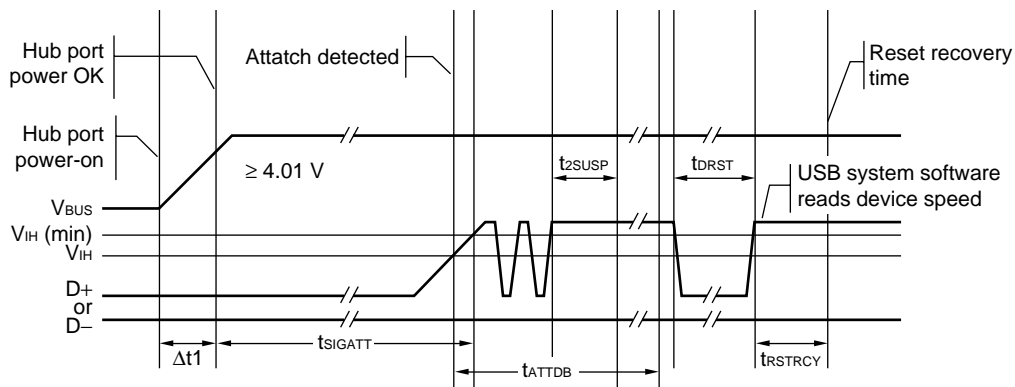 Hub port
power OK
Attatch detected
Reset recovery
time
Hub port
power-on
≥ 4.01 V
t2SUSP
tDRST
USB system software
reads device speed
VBUS
VIH (min)
VIH
D+
or
D−
Δt1
tSIGATT
tATTDB
tRSTRCY